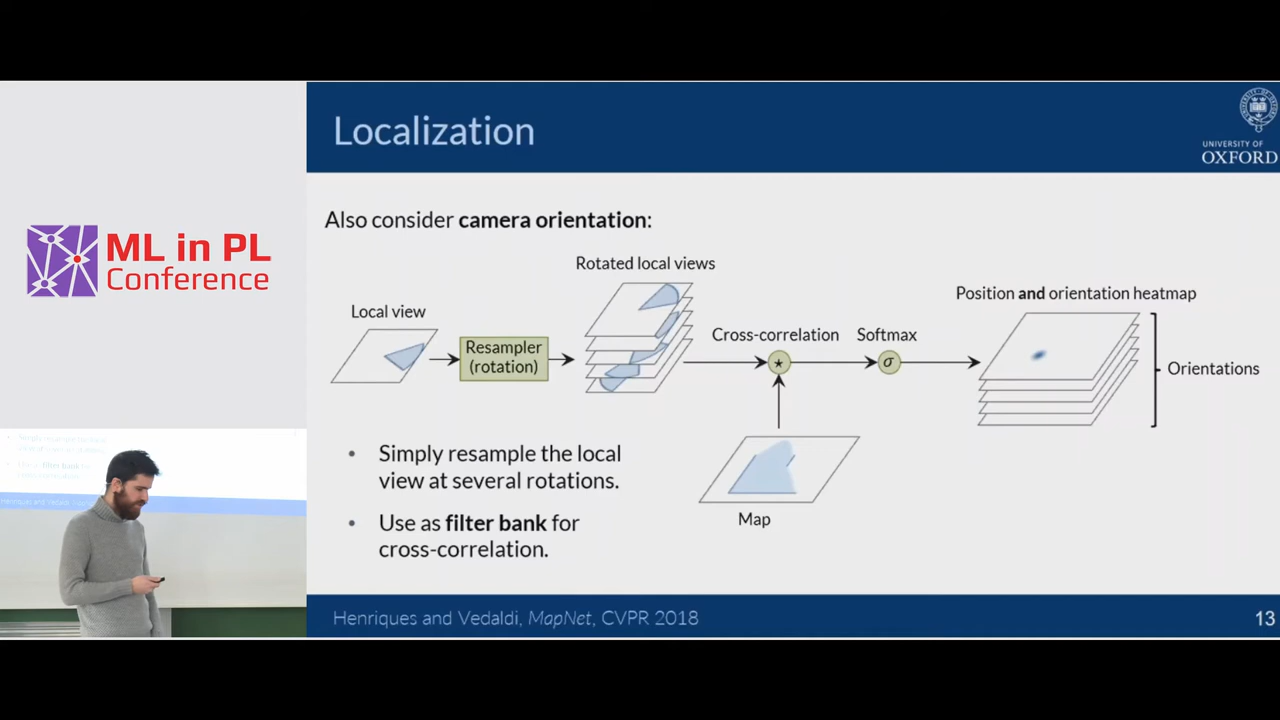 Localization
UNIVERSITY OF
OXFORD
ML in PL
Conference
Also consider camera orientation:
Rotated local views
Position and orientation heatmap
Local view
Cross-correlation
Softmax
Resampler
(rotation)
⋆
σ
Orientations
• Simply resample the local
view at several rotations.
Map
• Use as filter bank for
cross-correlation.
Henriques and Vedaldi, MapNet, CVPR 2018
13